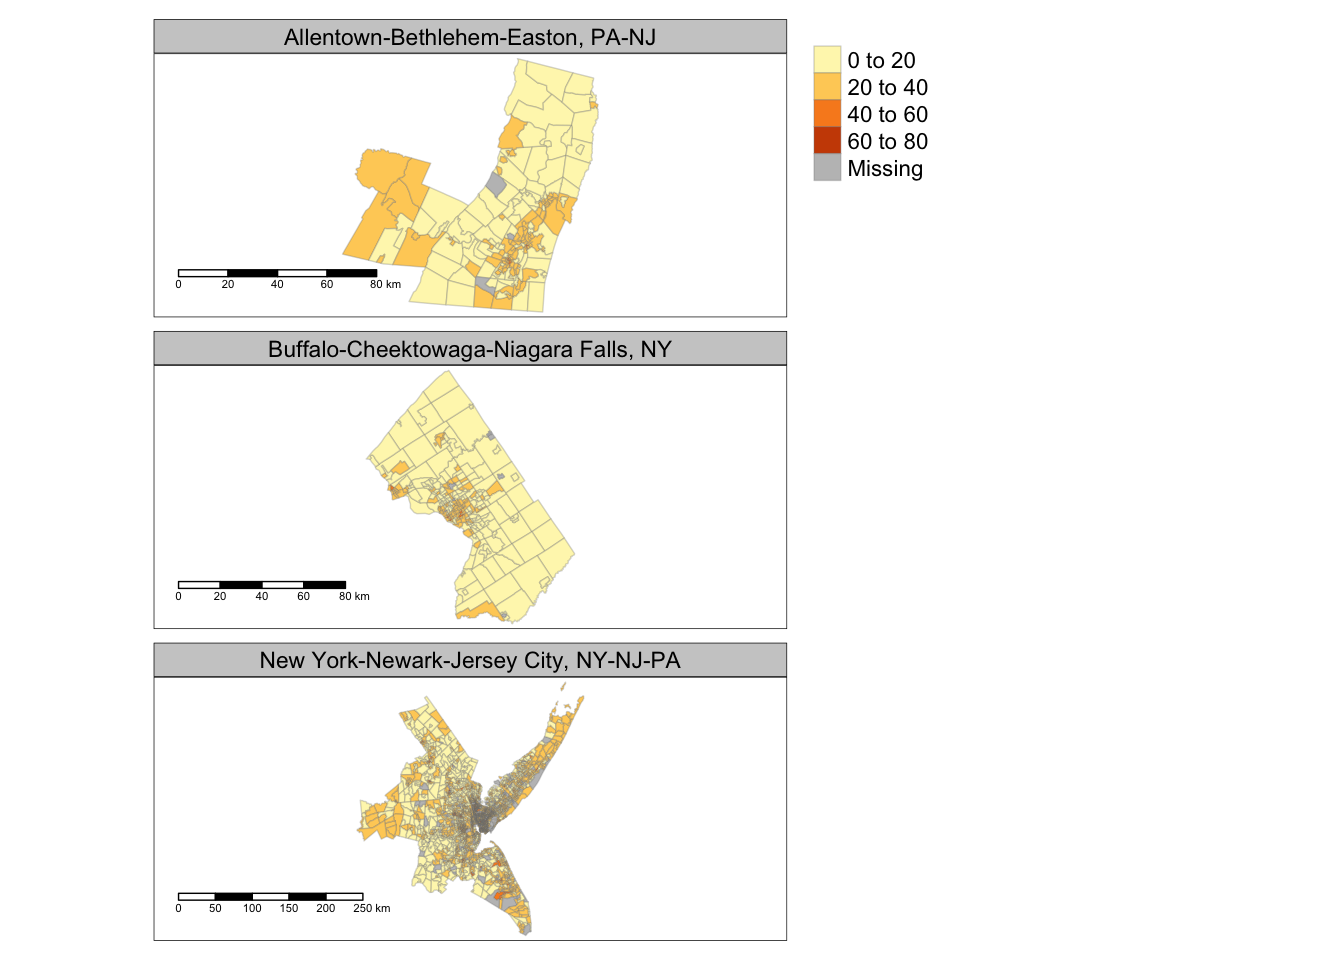 Allentown-Bethlehem-Easton, PA-NJ
0 to 20
20 to 40
40 to 60
60 to 80
Missing
0 20 40 60 80 km
Buffalo-Cheektowaga-Niagara Falls, NY
0 20 40 60 80 km
New York-Newark-Jersey City, NY-NJ-PA
0 50 100 150 200 250 km